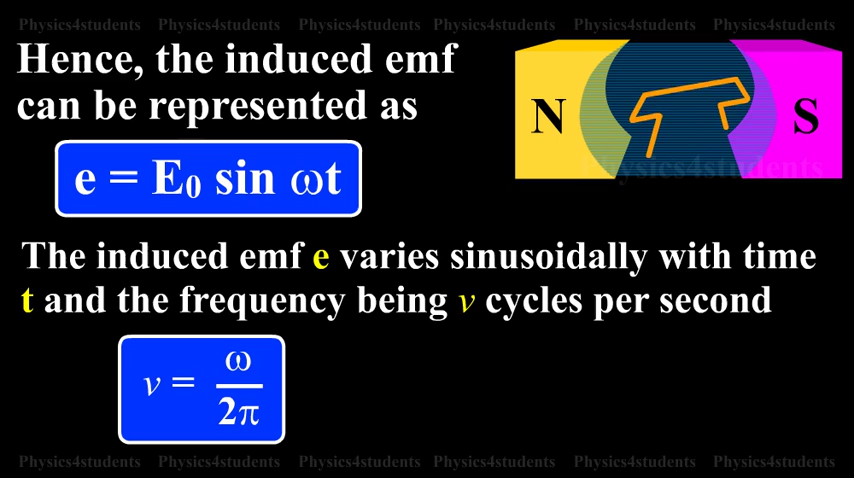 Physics4students Physics4students Physics4students Physics4students Physics4students Physics4students
Hence, the induced emf
can be represented as
N S
Physics4students
e = E₀ sin ωt
The induced emf e varies sinusoidally with time
t and the frequency being ν cycles per second
ν = ω
2π
Physics4students Physics4students Physics4students Physics4students Physics4students Physics4students